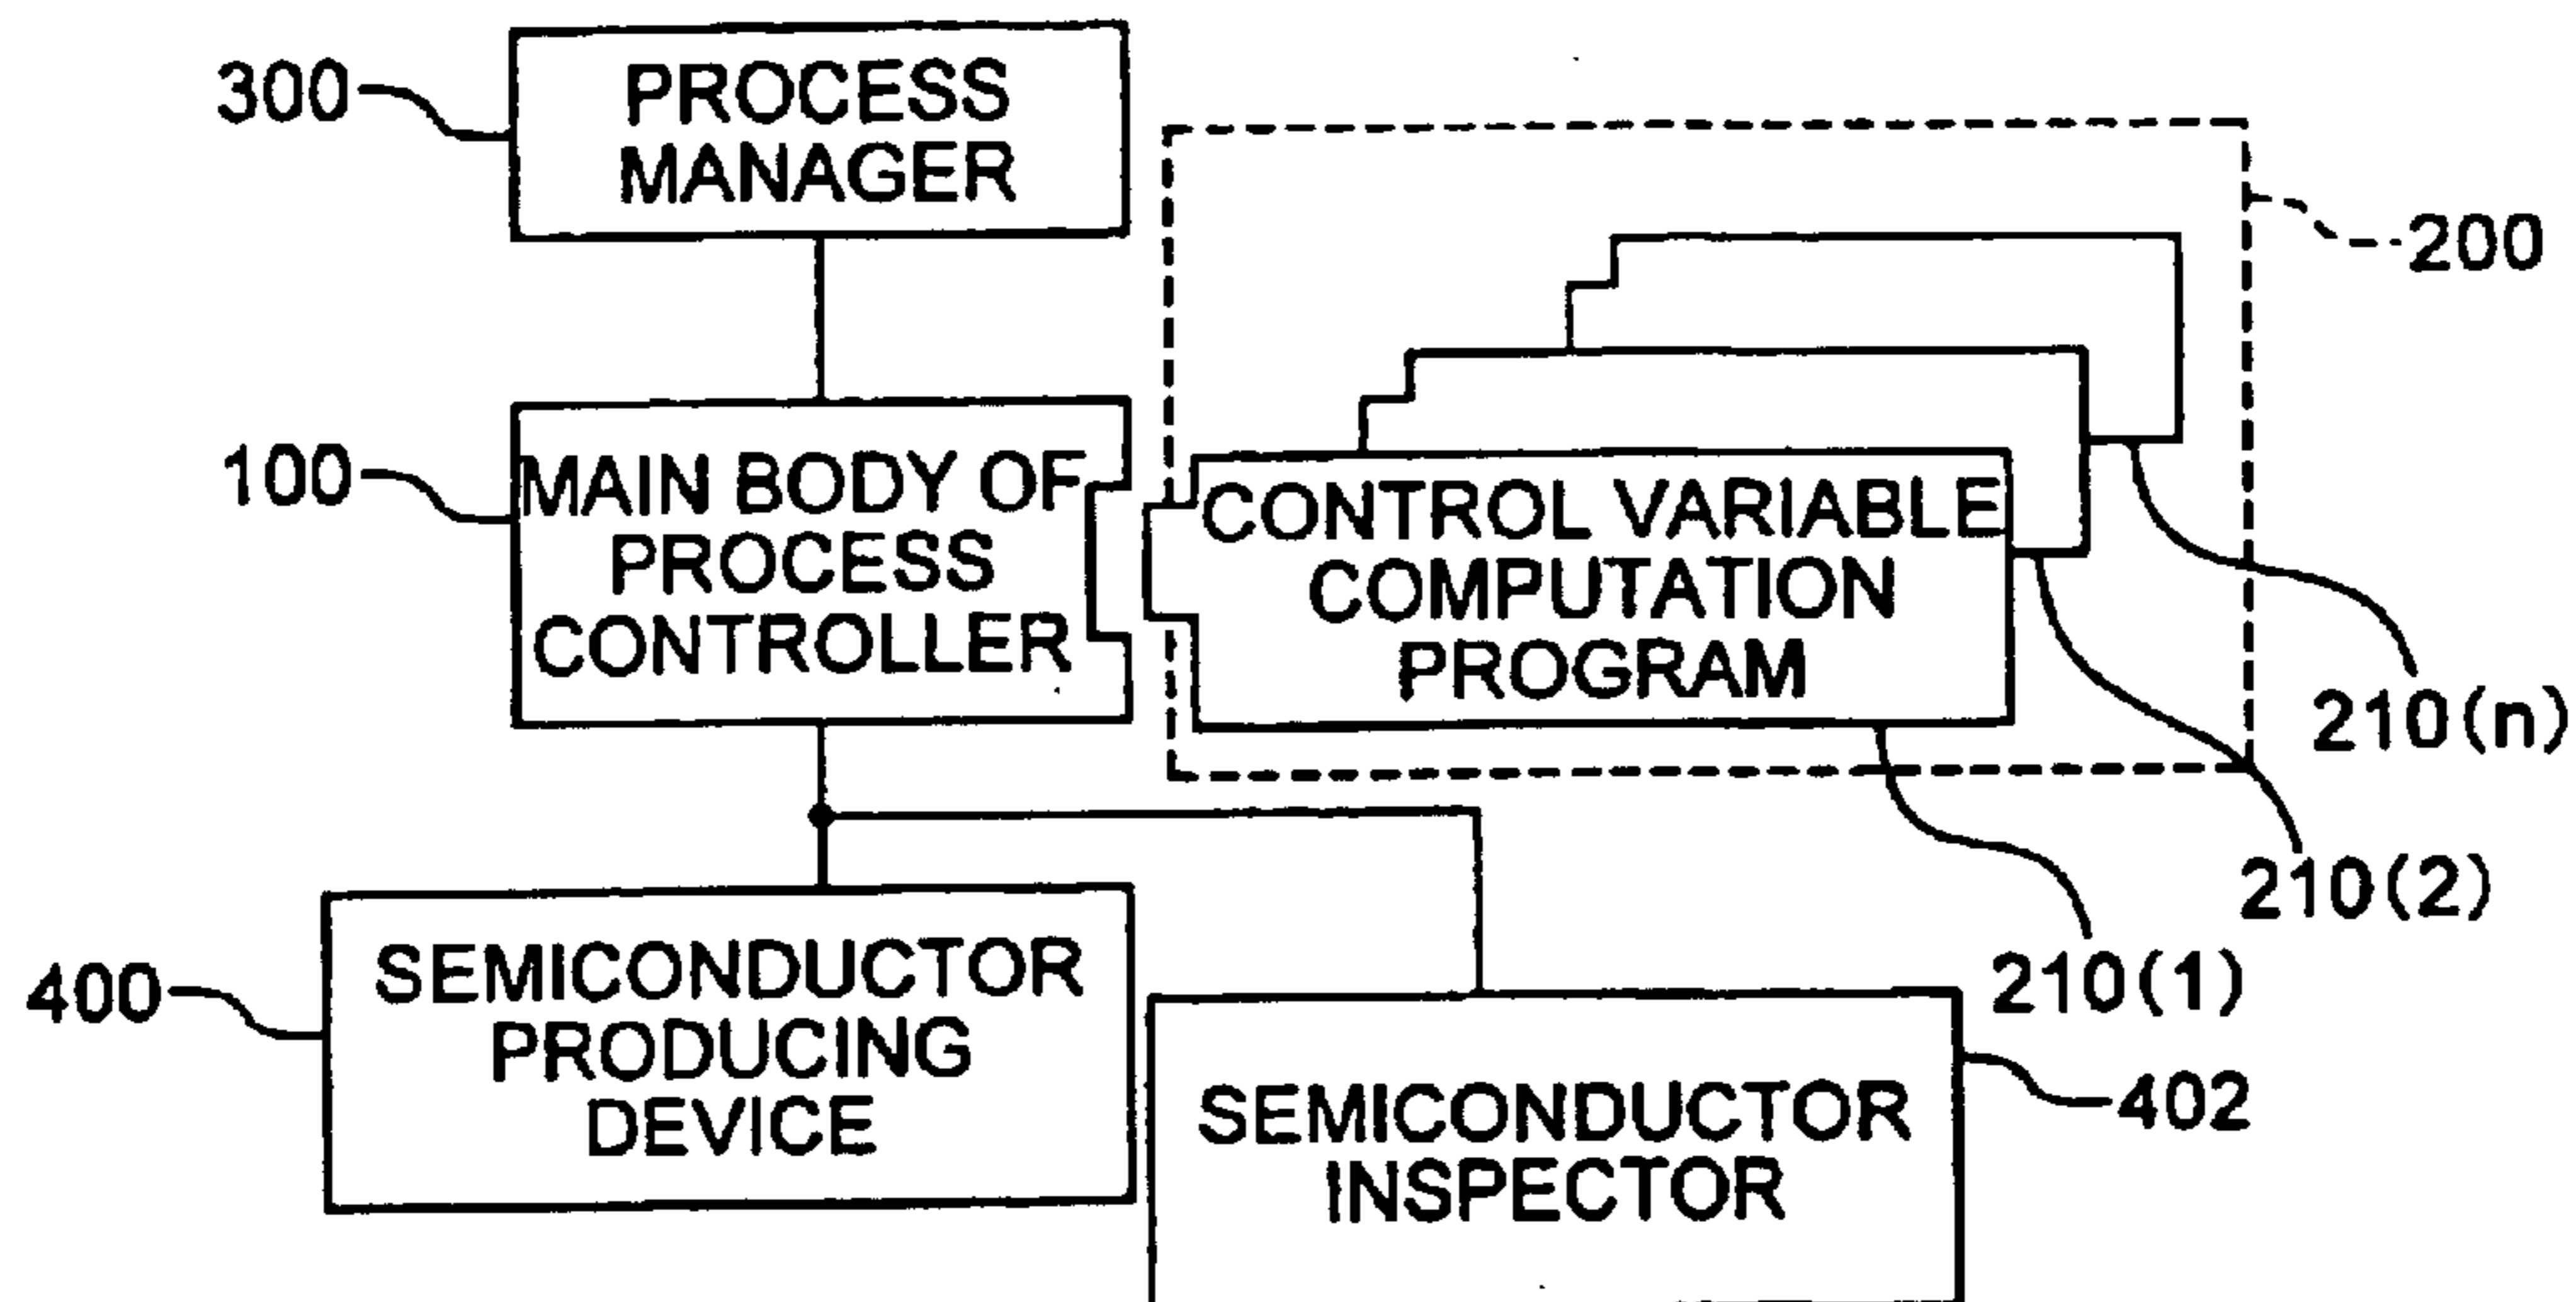 300
PROCESS
MANAGER
200
100
MAIN BODY OF
PROCESS
CONTROLLER
CONTROL VARIABLE
COMPUTATION
PROGRAM
210(n)
210(2)
210(1)
400
SEMICONDUCTOR
PRODUCING
DEVICE
SEMICONDUCTOR
INSPECTOR
402